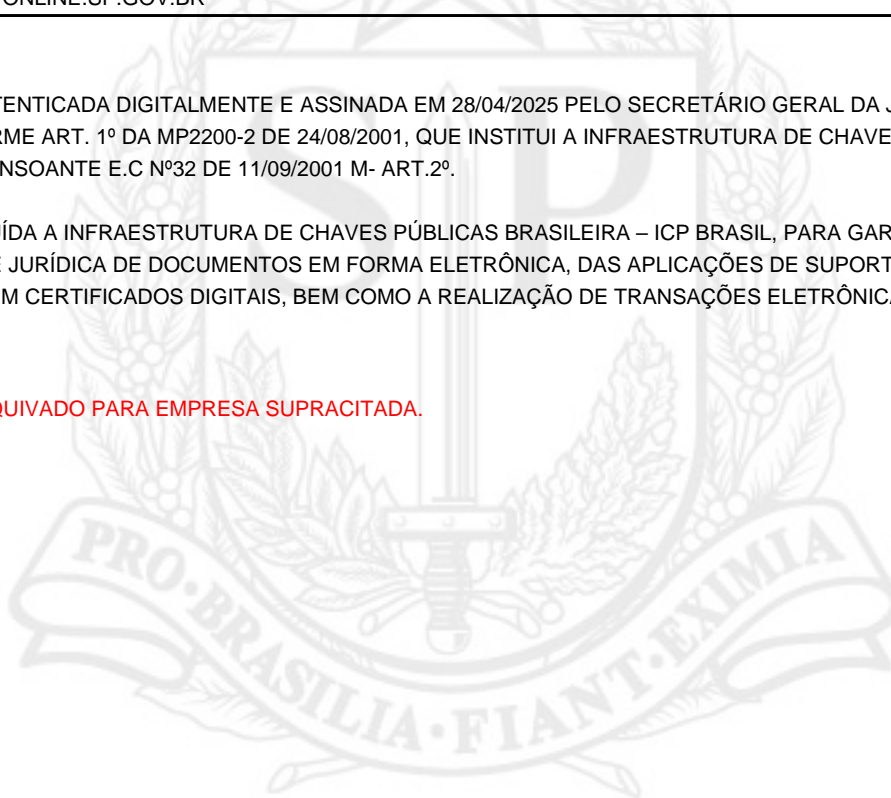 ONLINE.SP.GOV.BR
TENTICADA DIGITALMENTE E ASSINADA EM 28/04/2025 PELO SECRETÁRIO GERAL DA J
RME ART. 1º DA MP2200-2 DE 24/08/2001, QUE INSTITUI A INFRAESTRUTURA DE CHAVE
NSOANTE E.C Nº32 DE 11/09/2001 M- ART.2º.
UÍDA A INFRAESTRUTURA DE CHAVES PÚBLICAS BRASILEIRA – ICP BRASIL, PARA GAR
E JURÍDICA DE DOCUMENTOS EM FORMA ELETRÔNICA, DAS APLICAÇÕES DE SUPORT
M CERTIFICADOS DIGITAIS, BEM COMO A REALIZAÇÃO DE TRANSAÇÕES ELETRÔNICA
QUIVADO PARA EMPRESA SUPRACITADA.
SP
PRO·BRASILIA·FIANT·EXIMIA